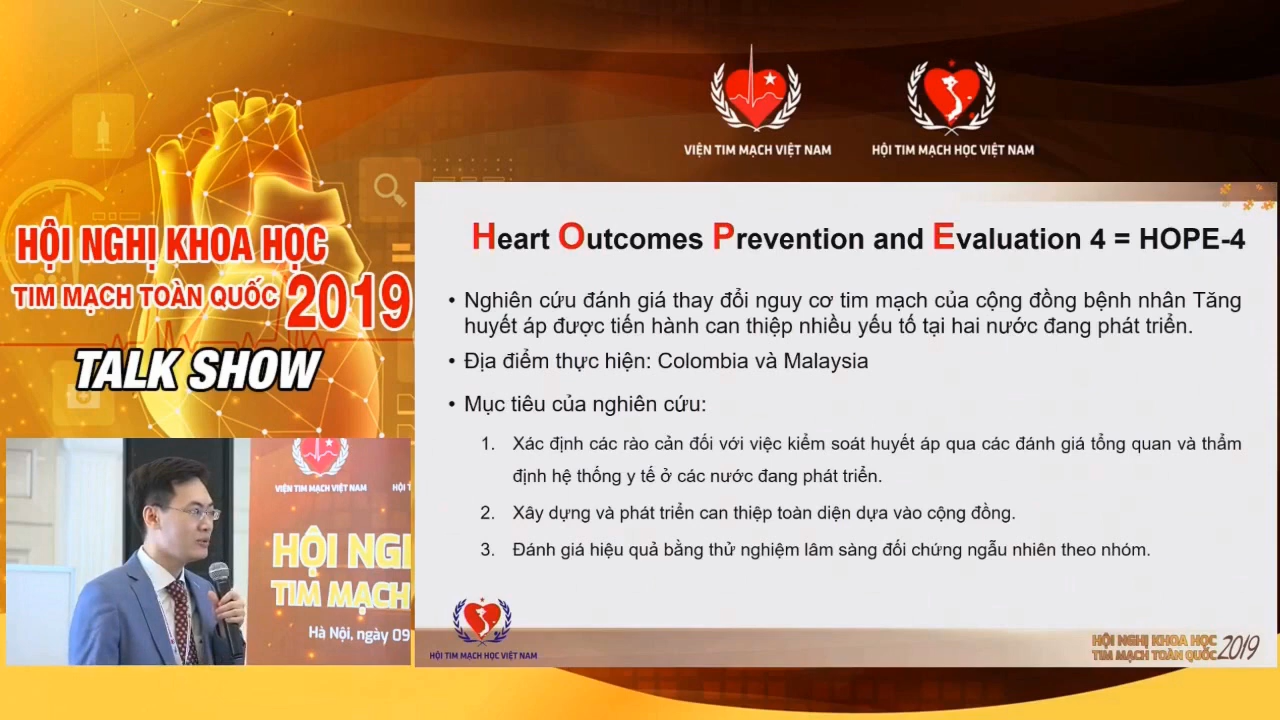 VIỆN TIM MẠCH VIỆT NAM
HỘI TIM MẠCH HỌC VIỆT NAM
HỘI NGHỊ KHOA HỌC
TIM MẠCH TOÀN QUỐC 2019
TALK SHOW
Heart Outcomes Prevention and Evaluation 4 = HOPE-4
• Nghiên cứu đánh giá thay đổi nguy cơ tim mạch của cộng đồng bệnh nhân Tăng
huyết áp được tiến hành can thiệp nhiều yếu tố tại hai nước đang phát triển.
• Địa điểm thực hiện: Colombia và Malaysia
• Mục tiêu của nghiên cứu:
1. Xác định các rào cản đối với việc kiểm soát huyết áp qua các đánh giá tổng quan và thẩm
định hệ thống y tế ở các nước đang phát triển.
2. Xây dựng và phát triển can thiệp toàn diện dựa vào cộng đồng.
3. Đánh giá hiệu quả bằng thử nghiệm lâm sàng đối chứng ngẫu nhiên theo nhóm.
HỘI TIM MẠCH HỌC VIỆT NAM
HỘI NGHỊ KHOA HỌC
TIM MẠCH TOÀN QUỐC 2019
VIỆN TIM MẠCH VIỆT NAM
HỘI
HỘI NGHỊ
TIM MẠCH
Hà Nội, ngày 09